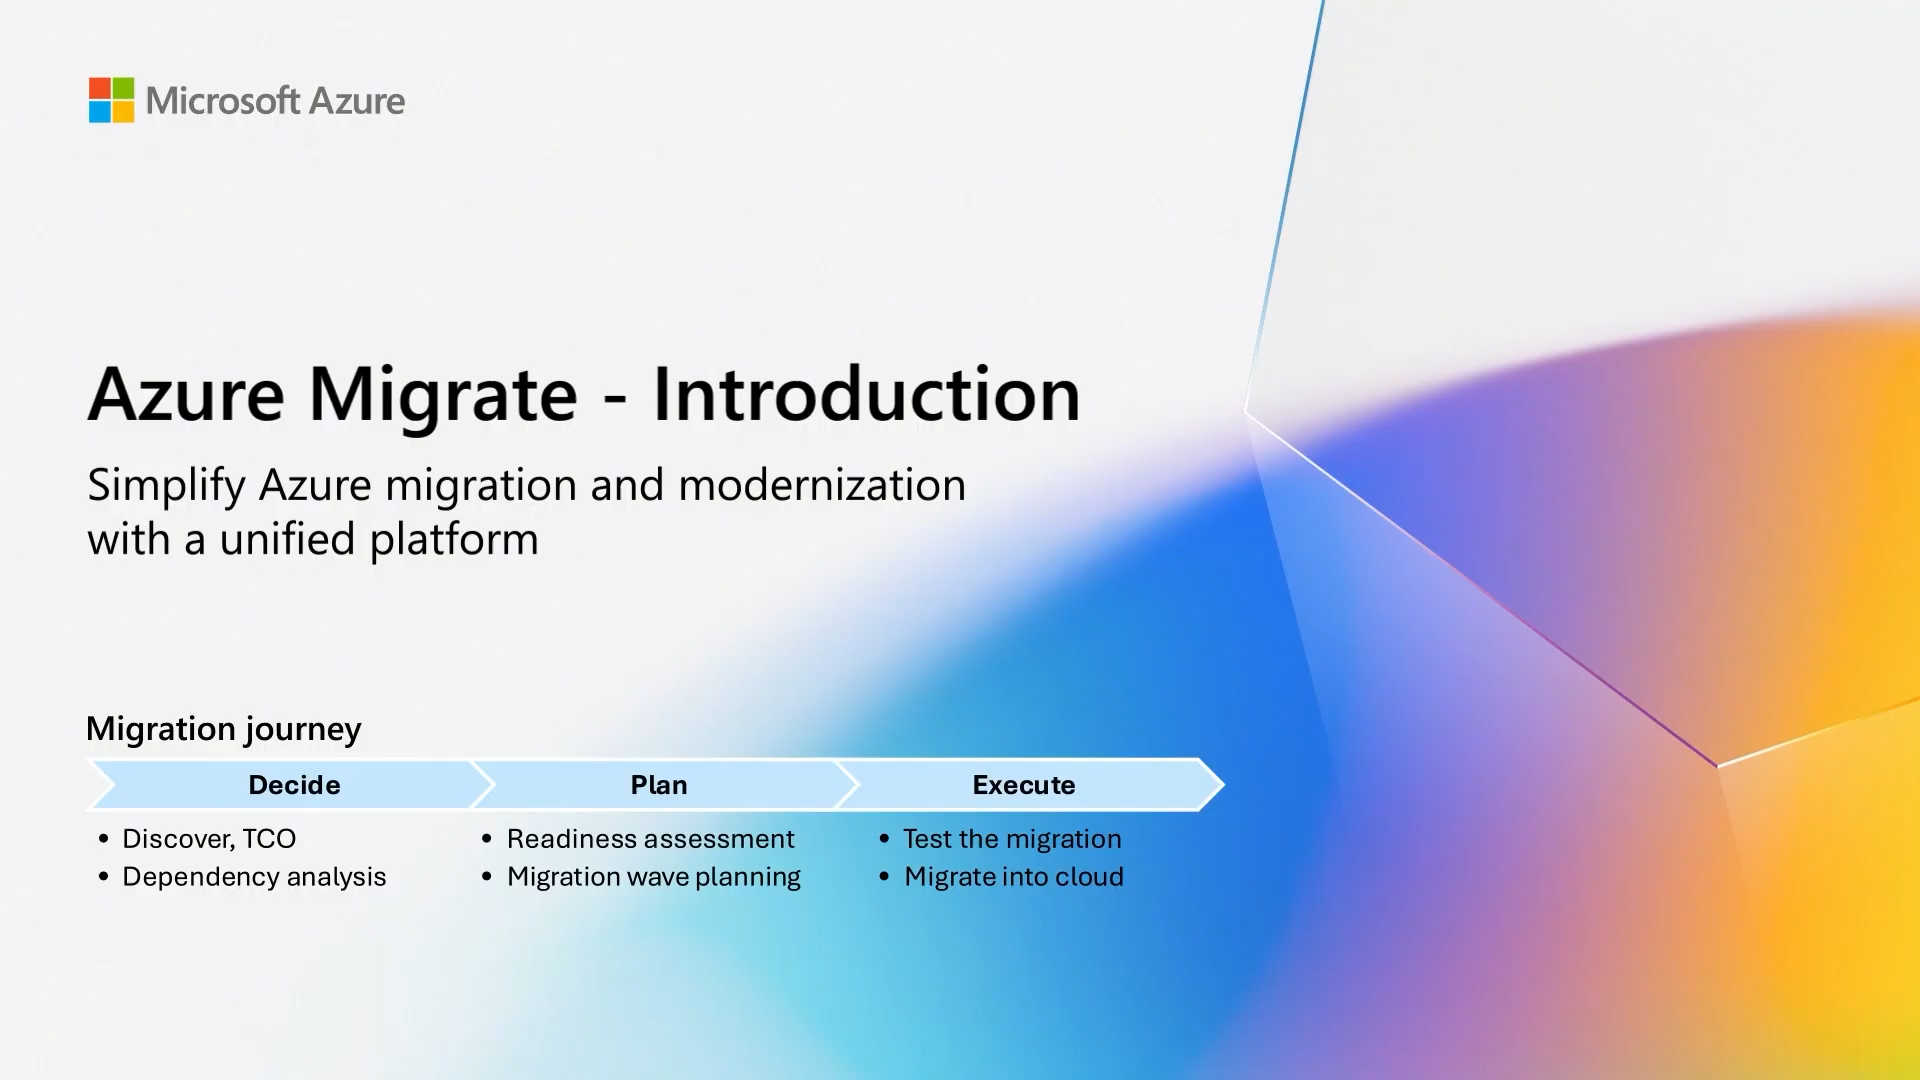 Microsoft Azure
Azure Migrate - Introduction
Simplify Azure migration and modernization
with a unified platform
Migration journey
Decide
Plan
Execute
• Discover, TCO
• Dependency analysis
• Readiness assessment
• Migration wave planning
• Test the migration
• Migrate into cloud